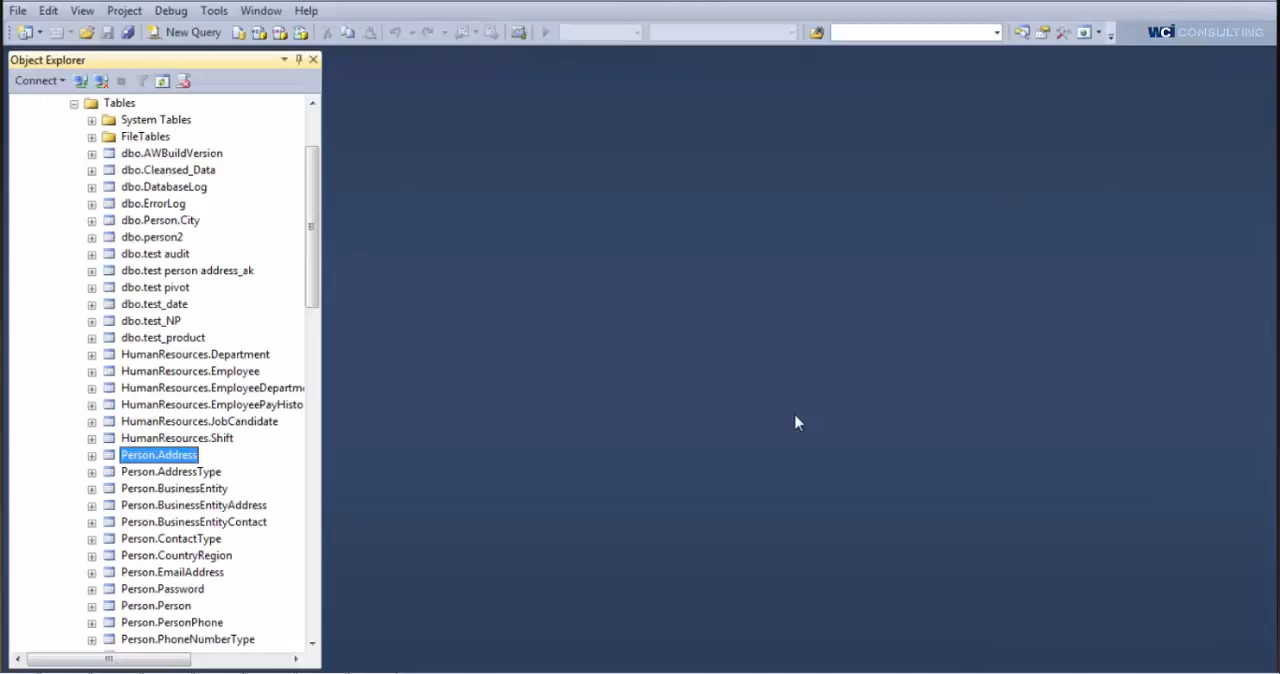 File Edit View Project Debug Tools Window Help
New Query
WCI CONSULTING
Object Explorer
Connect
Tables
System Tables
FileTables
dbo.AWBuildVersion
dbo.Cleansed_Data
dbo.DatabaseLog
dbo.ErrorLog
dbo.Person.City
dbo.person2
dbo.test audit
dbo.test person address_ak
dbo.test pivot
dbo.test_date
dbo.test_NP
dbo.test_product
HumanResources.Department
HumanResources.Employee
HumanResources.EmployeeDepartm
HumanResources.EmployeePayHisto
HumanResources.JobCandidate
HumanResources.Shift
Person.Address
Person.AddressType
Person.BusinessEntity
Person.BusinessEntityAddress
Person.BusinessEntityContact
Person.ContactType
Person.CountryRegion
Person.EmailAddress
Person.Password
Person.Person
Person.PersonPhone
Person.PhoneNumberType